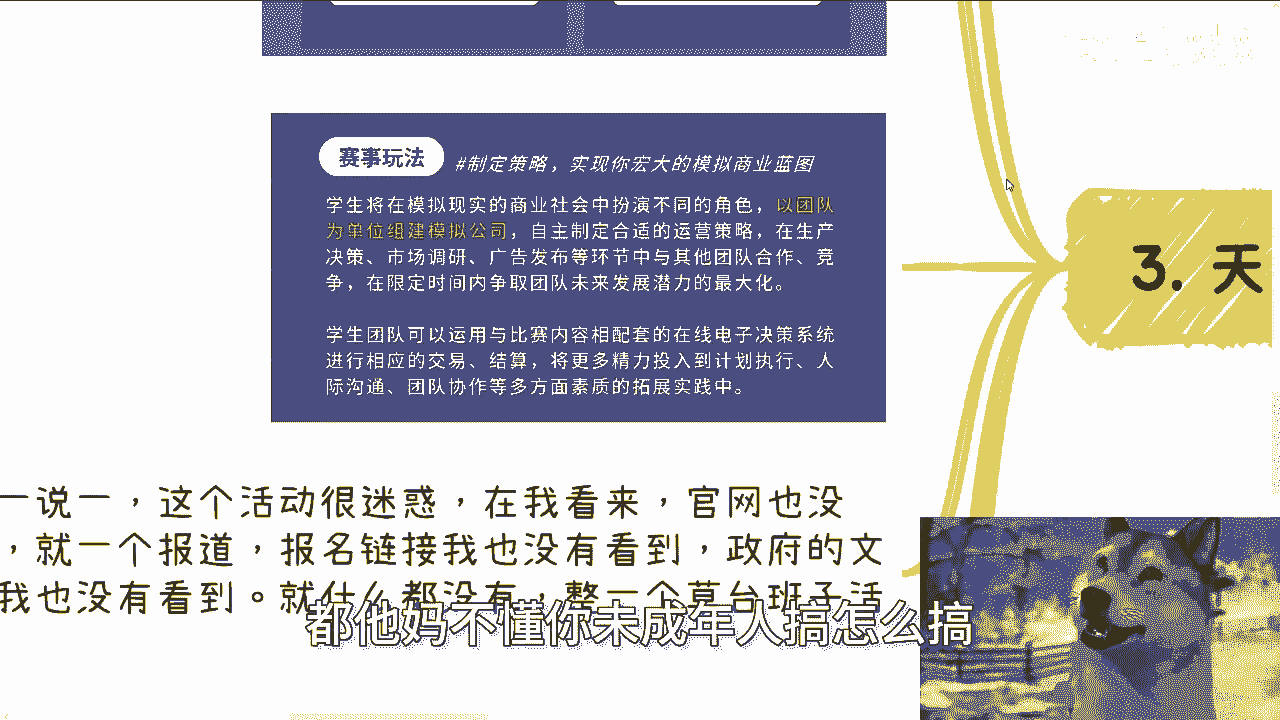 赛事玩法
#制定策略，实现你宏大的模拟商业蓝图
学生将在模拟现实的商业社会中扮演不同的角色，以团队
为单位组建模拟公司，自主制定合适的运营策略，在生产
决策、市场调研、广告发布等环节中与其他团队合作、竞
争，在限定时间内争取团队未来发展潜力的最大化。
学生团队可以运用与比赛内容相配套的在线电子决策系统
进行相应的交易、结算，将更多精力投入到计划执行、人
际沟通、团队协作等多方面素质的拓展实践中。
3. 天
一说一，这个活动很迷惑，在我看来，官网也没
，就一个报道，报名链接我也没有看到，政府的文
我也没有看到。就什么都没有，整一个草台班子活
都他妈不懂你未成年人搞怎么搞